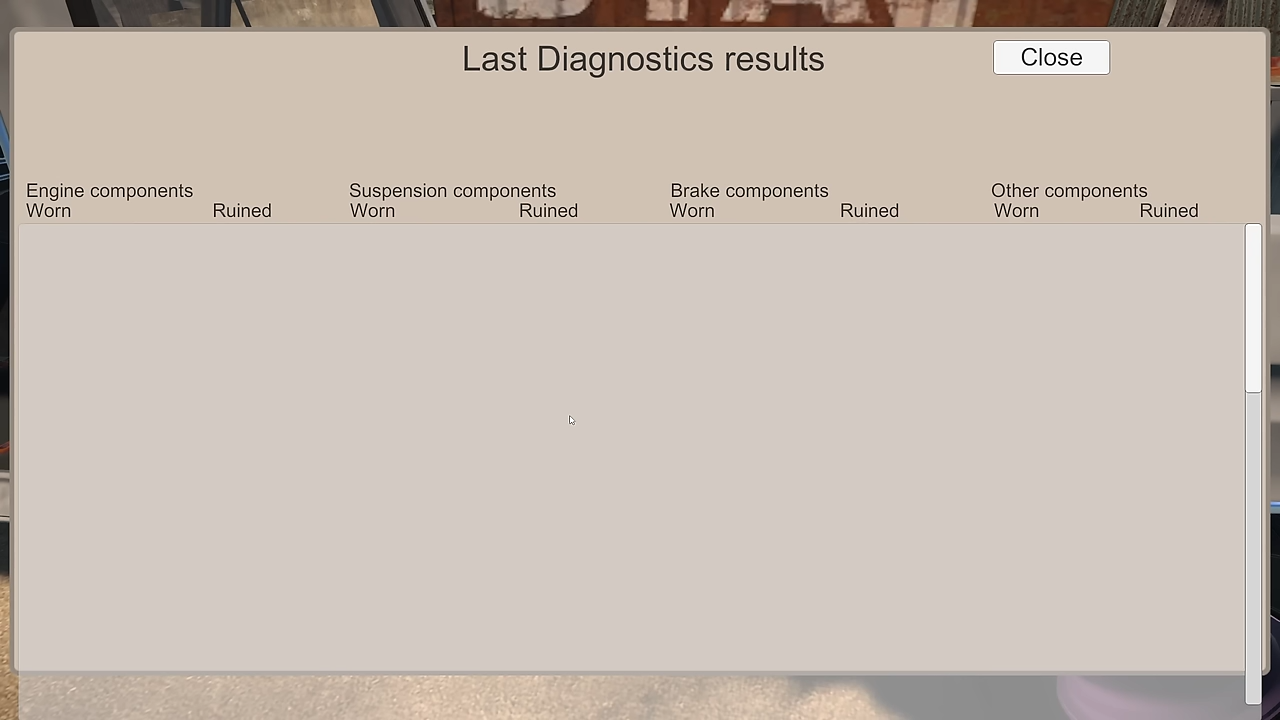 Last Diagnostics results
Close
Engine components
Suspension components
Brake components
Other components
Worn Ruined
Worn Ruined
Worn Ruined
Worn Ruined